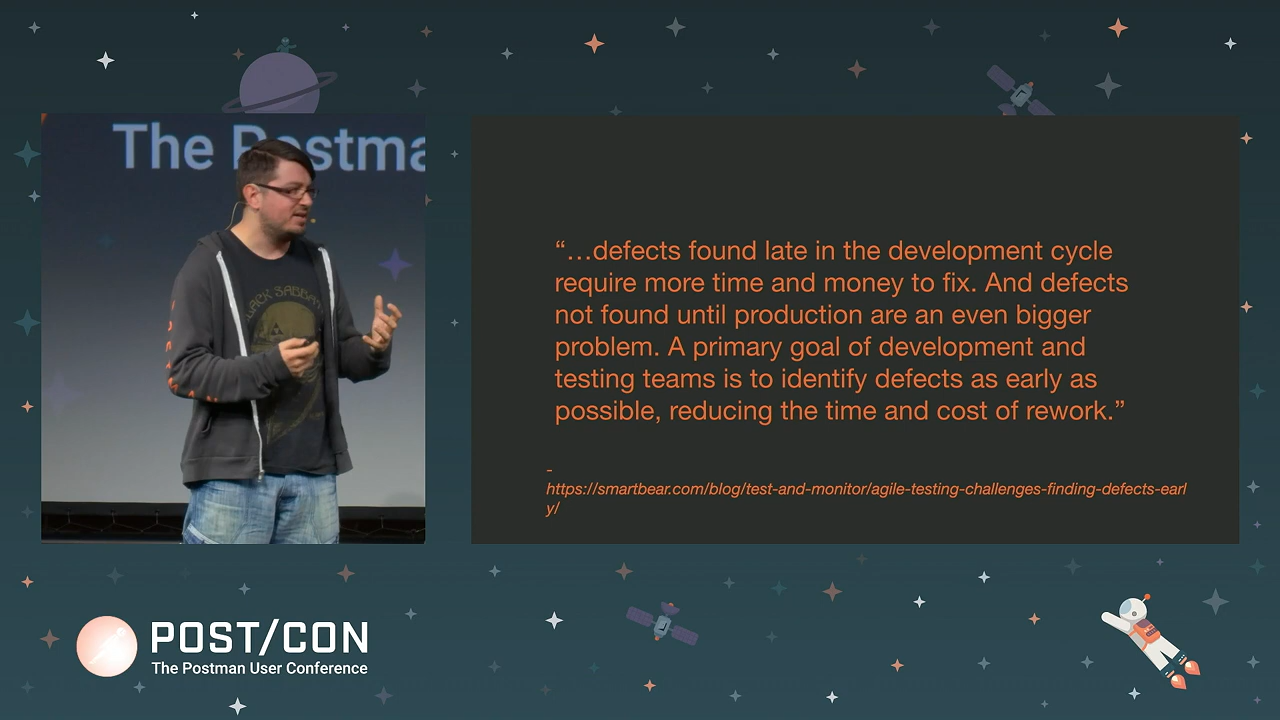 The Postma
BLACK SABBATH
“…defects found late in the development cycle
require more time and money to fix. And defects
not found until production are an even bigger
problem. A primary goal of development and
testing teams is to identify defects as early as
possible, reducing the time and cost of rework.”
-
https://smartbear.com/blog/test-and-monitor/agile-testing-challenges-finding-defects-earl
y/
POST/CON
The Postman User Conference